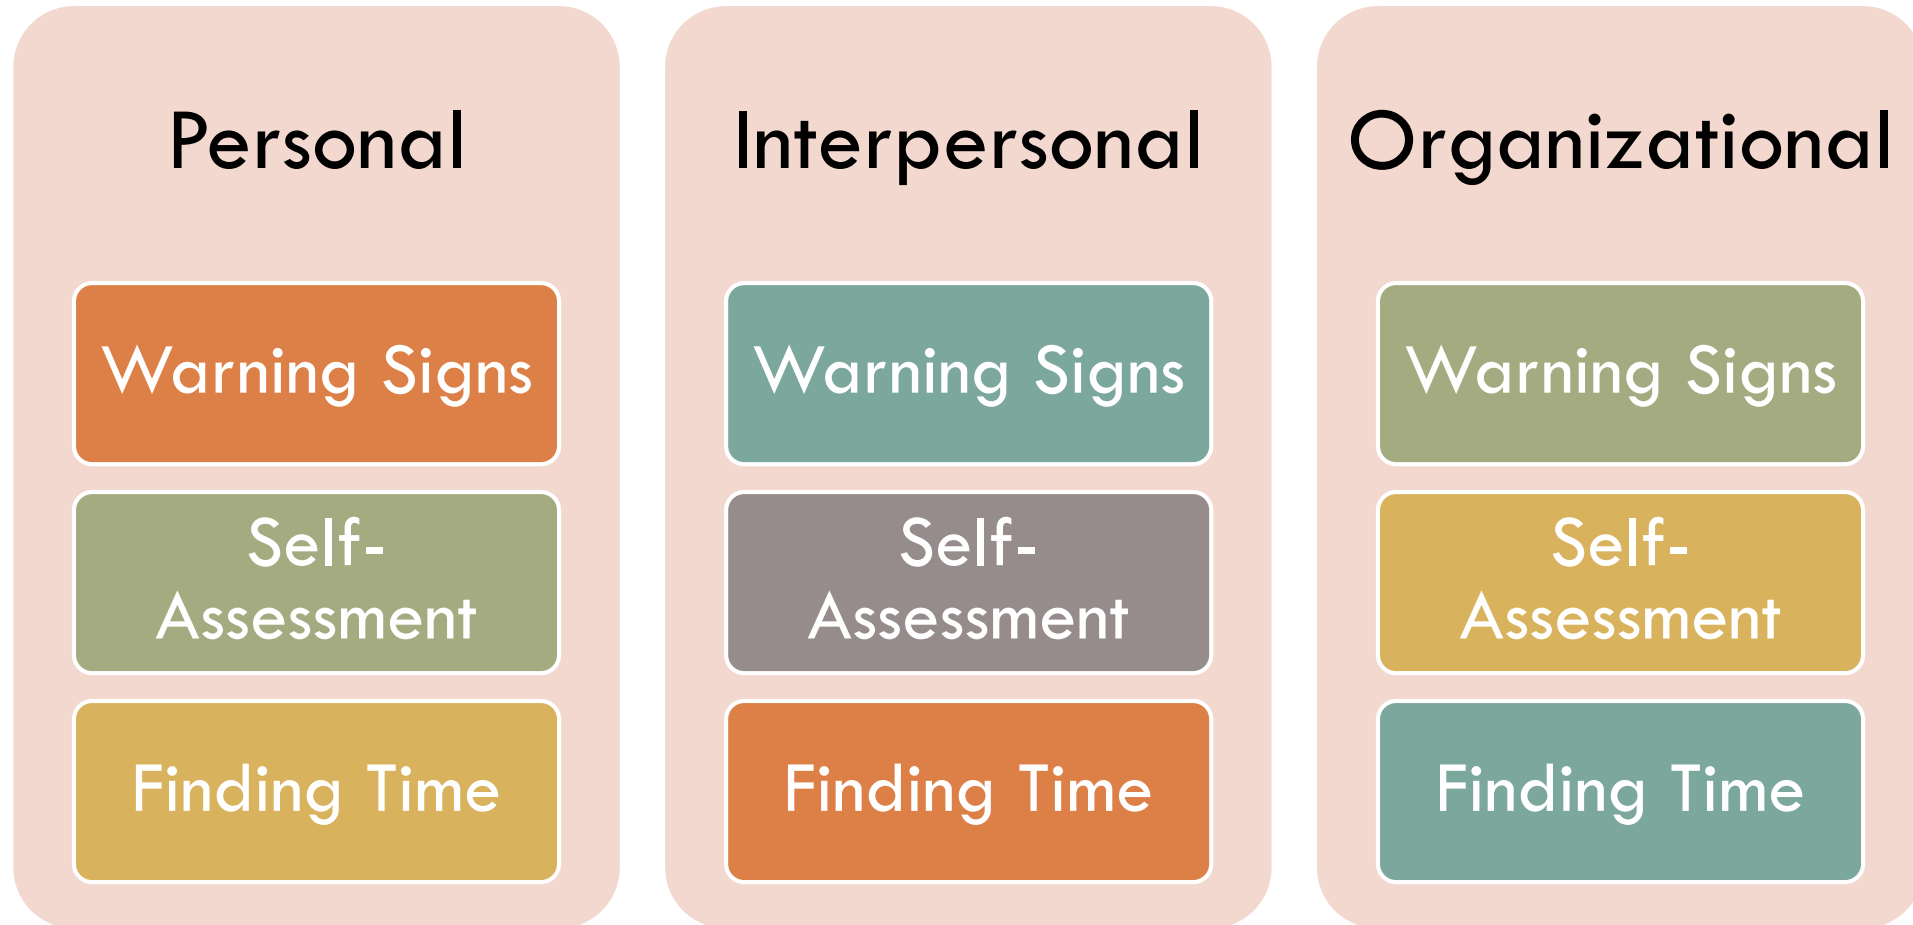 Personal
Warning Signs
Self-
Assessment
Finding Time
Interpersonal
Warning Signs
Self-
Assessment
Finding Time
Organizational
Warning Signs
Self-
Assessment
Finding Time